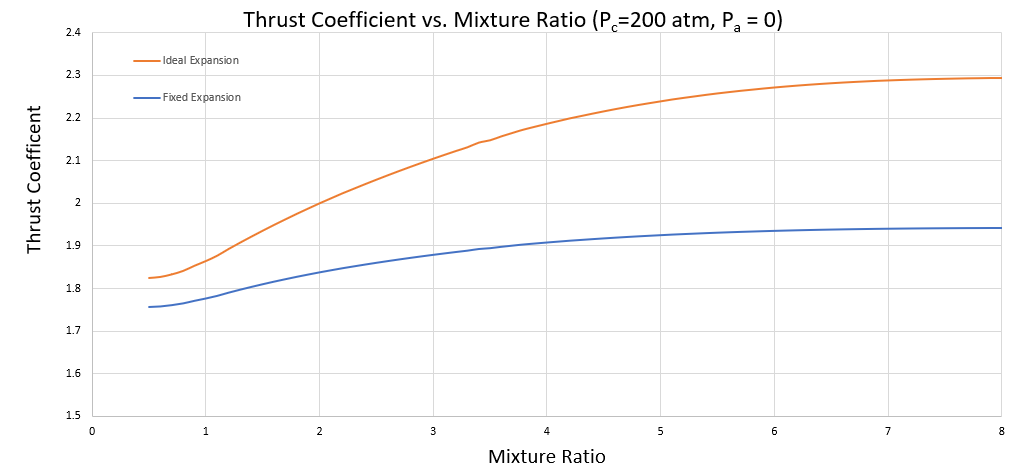 Thrust Coefficient vs. Mixture Ratio (Pc=200 atm, Pa = 0)
2.4
Ideal Expansion
2.3
Fixed Expansion
2.2
2.1
2
1.9
1.8
1.7
1.6
1.5
Thrust Coefficent
0 1 2 3 4 5 6 7 8
Mixture Ratio